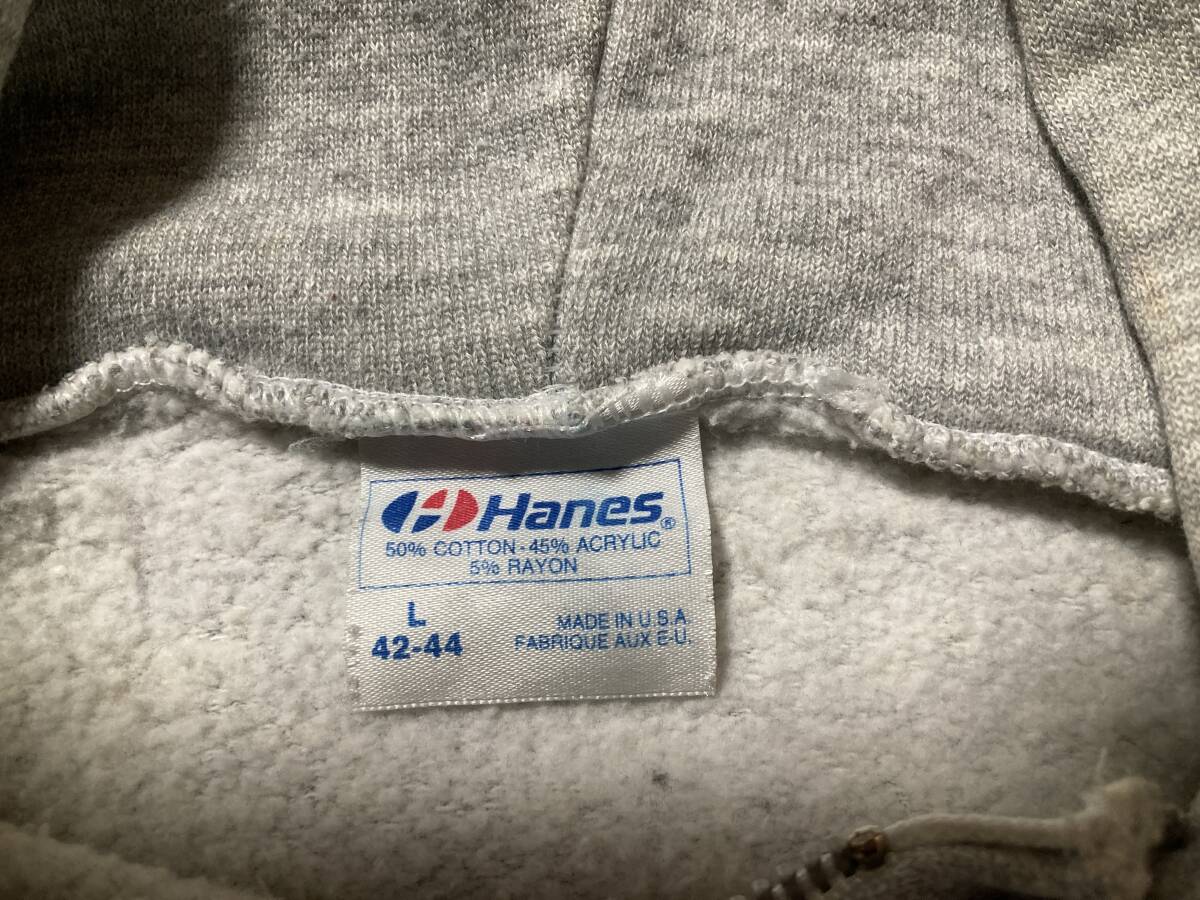 Hanes®
50% COTTON - 45% ACRYLIC
5% RAYON
L
42-44
MADE IN U.S.A.
FABRIQUE AUX E-U.